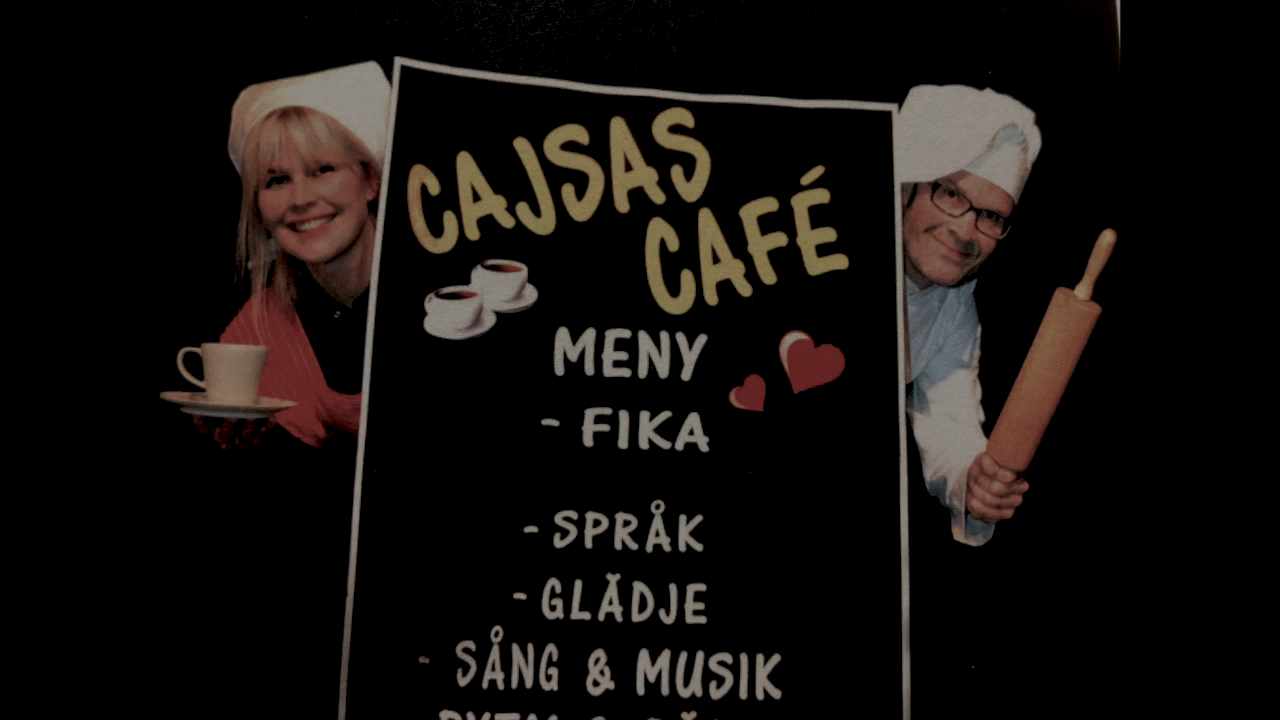 CAJSAS
CAFÉ
MENY
- FIKA
- SPRÅK
- GLÄDJE
- SÅNG & MUSIK